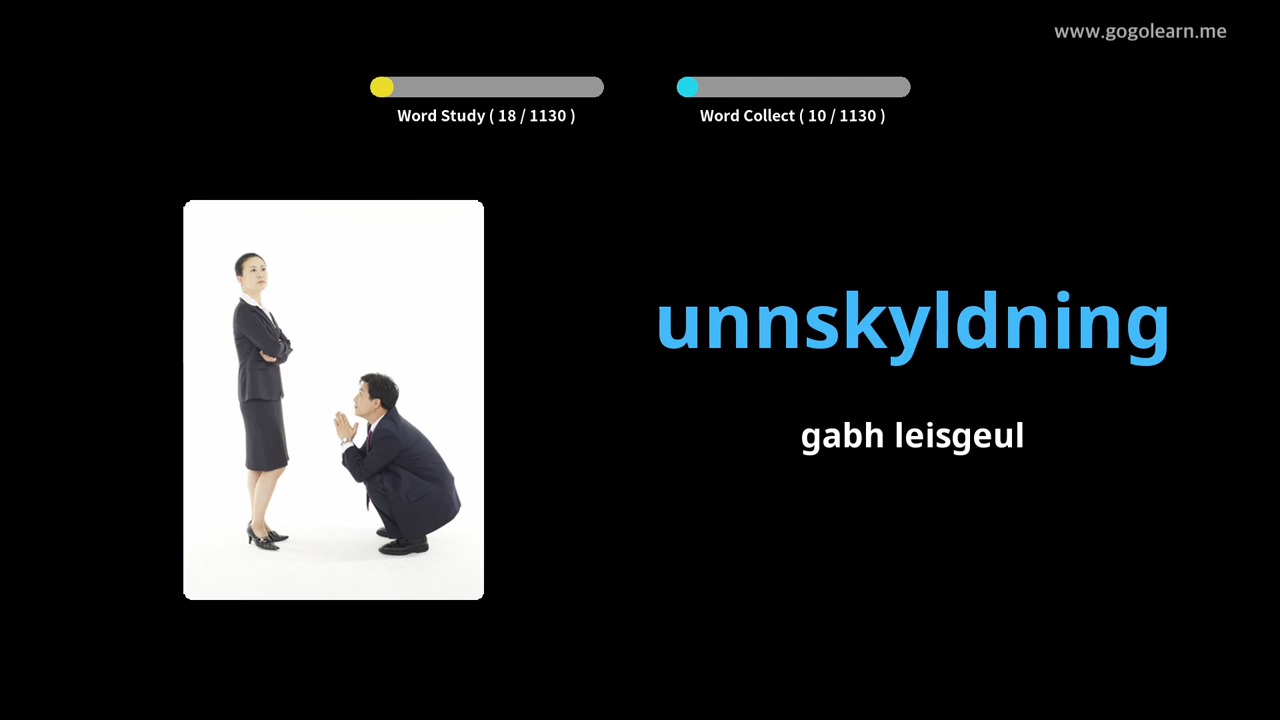 www.gogolearn.me
Word Study ( 18 / 1130 )
Word Collect ( 10 / 1130 )
unnskyldning
gabh leisgeul